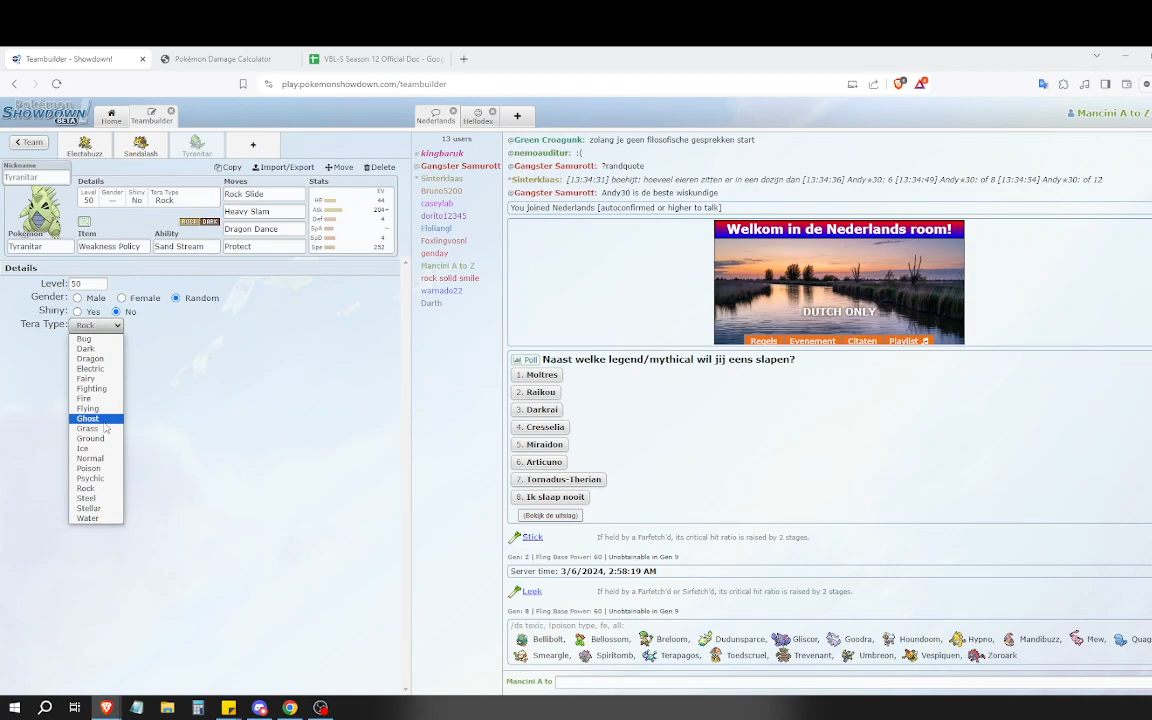 Teambuilder - Showdown!
Pokémon Damage Calculator
VBL-S Season 12 Official Doc - Goog
play.pokemonshowdown.com/teambuilder
Pokémon
SHOWDOWN
BETA
Home
Teambuilder
Nederlands
Hellodex
Mancini A to Z
< Team
Electabuzz
Sandslash
Tyranitar
Copy
Import/Export
Move
Delete
Nickname
Tyranitar
Details
Level Gender Shiny Tera Type
50 — No Rock
Moves
Rock Slide
Heavy Slam
Dragon Dance
Protect
Stats
EV
HP 44
Atk 204+
Def 4
SpA –
SpD 4
Spe 252
ROCK DARK
Pokémon
Tyranitar
Item
Weakness Policy
Ability
Sand Stream
Details
Level: 50
Gender: Male Female Random
Shiny: Yes No
Tera Type: Rock
Bug
Dark
Dragon
Electric
Fairy
Fighting
Fire
Flying
Ghost
Grass
Ground
Ice
Normal
Poison
Psychic
Rock
Steel
Stellar
Water
13 users
kingbaruk
@Gangster Samurott
Sinterklaas
Bruno5200
caseylab
dorito12345
Floliangl
Foxlingvosnl
genday
Mancini A to Z
rock solid smile
warnado22
Darth
@Green Croagunk: zolang je geen filosofische gesprekken start
@nemoauditur: :(
@Gangster Samurott: ?randquote
*Sinterklaas: [13:34:31] boehijt: hoeveel eieren zitten er in een dozijn dan [13:34:36] Andy★30: 6 [13:34:49] Andy★30: of 8 [13:34:54] Andy★30: of 12
@Gangster Samurott: Andy30 is de beste wiskundige
You joined Nederlands [autoconfirmed or higher to talk]
Welkom in de Nederlands room!
DUTCH ONLY
Regels Evenement Citaten Playlist
Poll Naast welke legend/mythical wil jij eens slapen?
1. Moltres
2. Raikou
3. Darkrai
4. Cresselia
5. Miraidon
6. Articuno
7. Tornadus-Therian
8. Ik slaap nooit
(Bekijk de uitslag)
Stick If held by a Farfetch'd, its critical hit ratio is raised by 2 stages.
Gen: 2 | Fling Base Power: 60 | Unobtainable in Gen 9
Server time: 3/6/2024, 2:58:19 AM
Leek If held by a Farfetch'd or Sirfetch'd, its critical hit ratio is raised by 2 stages.
Gen: 8 | Fling Base Power: 60 | Unobtainable in Gen 9
/ds toxic, !poison type, fe, all:
Bellibolt, Bellossom, Breloom, Dudunsparce, Gliscor, Goodra, Houndoom, Hypno, Mandibuzz, Mew, Quag
Smeargle, Spiritomb, Terapagos, Toedscruel, Trevenant, Umbreon, Vespiquen, Zoroark
Mancini A to